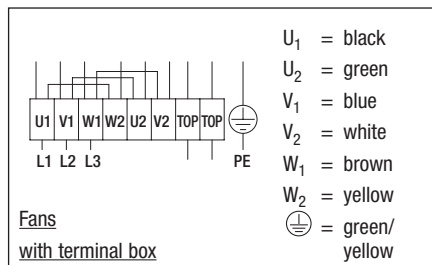 U1 V1 W1 W2 U2 V2 TOP TOP
L1 L2 L3 PE
Fans
with terminal box
U₁ = black
U₂ = green
V₁ = blue
V₂ = white
W₁ = brown
W₂ = yellow
= green/
yellow